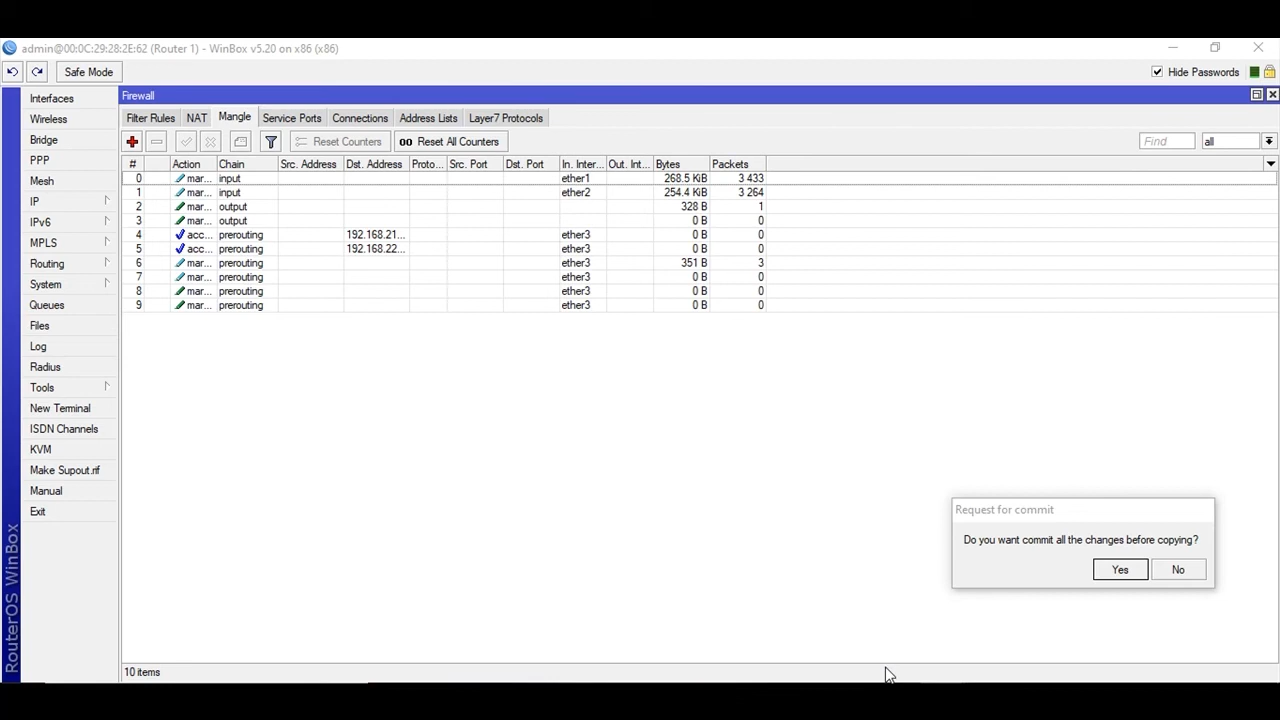 admin@00:0C:29:28:2E:62 (Router 1) - WinBox v5.20 on x86 (x86)
Safe Mode
Hide Passwords
Interfaces
Wireless
Bridge
PPP
Mesh
IP
IPv6
MPLS
Routing
System
Queues
Files
Log
Radius
Tools
New Terminal
ISDN Channels
KVM
Make Supout.rif
Manual
Exit
RouterOS WinBox
Firewall
Filter Rules NAT Mangle Service Ports Connections Address Lists Layer7 Protocols
Reset Counters 00 Reset All Counters Find all
# Action Chain Src. Address Dst. Address Proto... Src. Port Dst. Port In. Inter... Out. Int... Bytes Packets
0 mar... input ether1 268.5 KiB 3 433
1 mar... input ether2 254.4 KiB 3 264
2 mar... output 328 B 1
3 mar... output 0 B 0
4 acc... prerouting 192.168.21... ether3 0 B 0
5 acc... prerouting 192.168.22... ether3 0 B 0
6 mar... prerouting ether3 351 B 3
7 mar... prerouting ether3 0 B 0
8 mar... prerouting ether3 0 B 0
9 mar... prerouting ether3 0 B 0
Request for commit
Do you want commit all the changes before copying?
Yes No
10 items